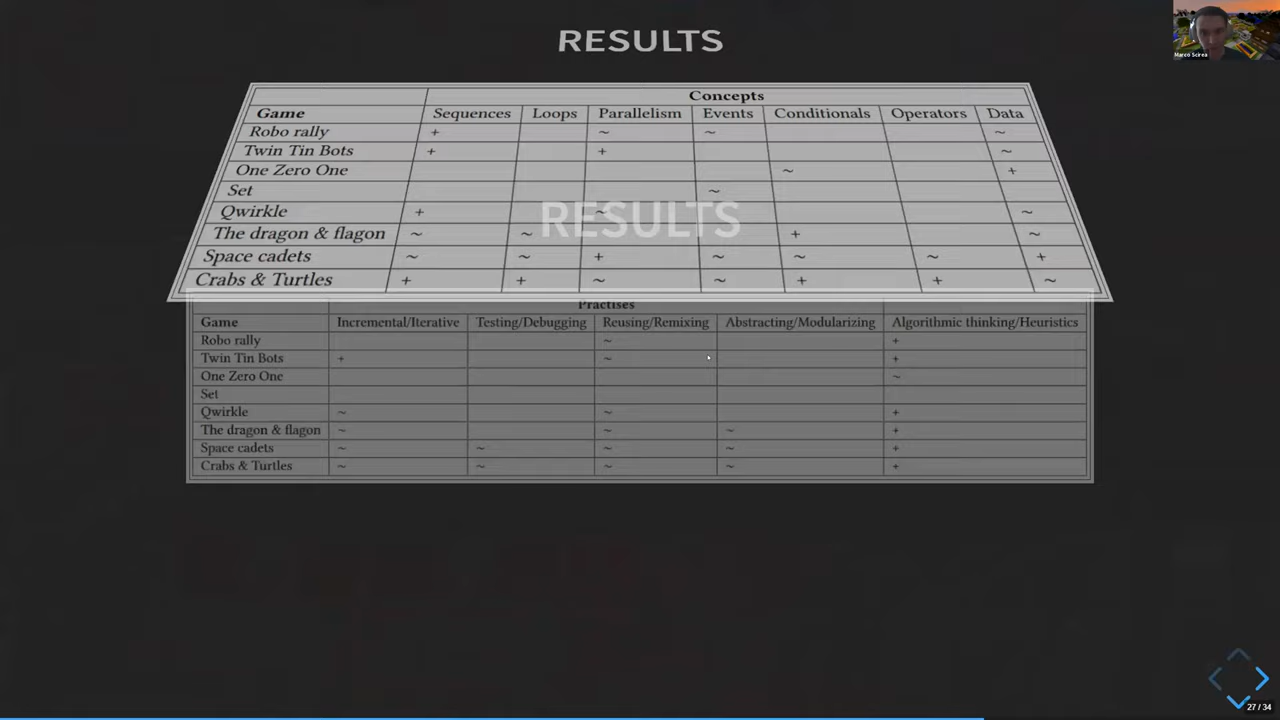 RESULTS
Marco Scirea
Concepts
Game Sequences Loops Parallelism Events Conditionals Operators Data
Robo rally + ~ ~ ~
Twin Tin Bots + + ~
One Zero One ~ +
Set ~
RESULTS
Qwirkle + ~ ~
The dragon & flagon ~ ~ + ~
Space cadets ~ ~ + ~ ~ ~ +
Crabs & Turtles + + ~ ~ + + ~
Practises
Game Incremental/Iterative Testing/Debugging Reusing/Remixing Abstracting/Modularizing Algorithmic thinking/Heuristics
Robo rally ~ +
Twin Tin Bots + ~ +
One Zero One ~
Set
Qwirkle ~ ~ +
The dragon & flagon ~ ~ ~ +
Space cadets ~ ~ ~ ~ +
Crabs & Turtles ~ ~ ~ ~ +
27 / 34